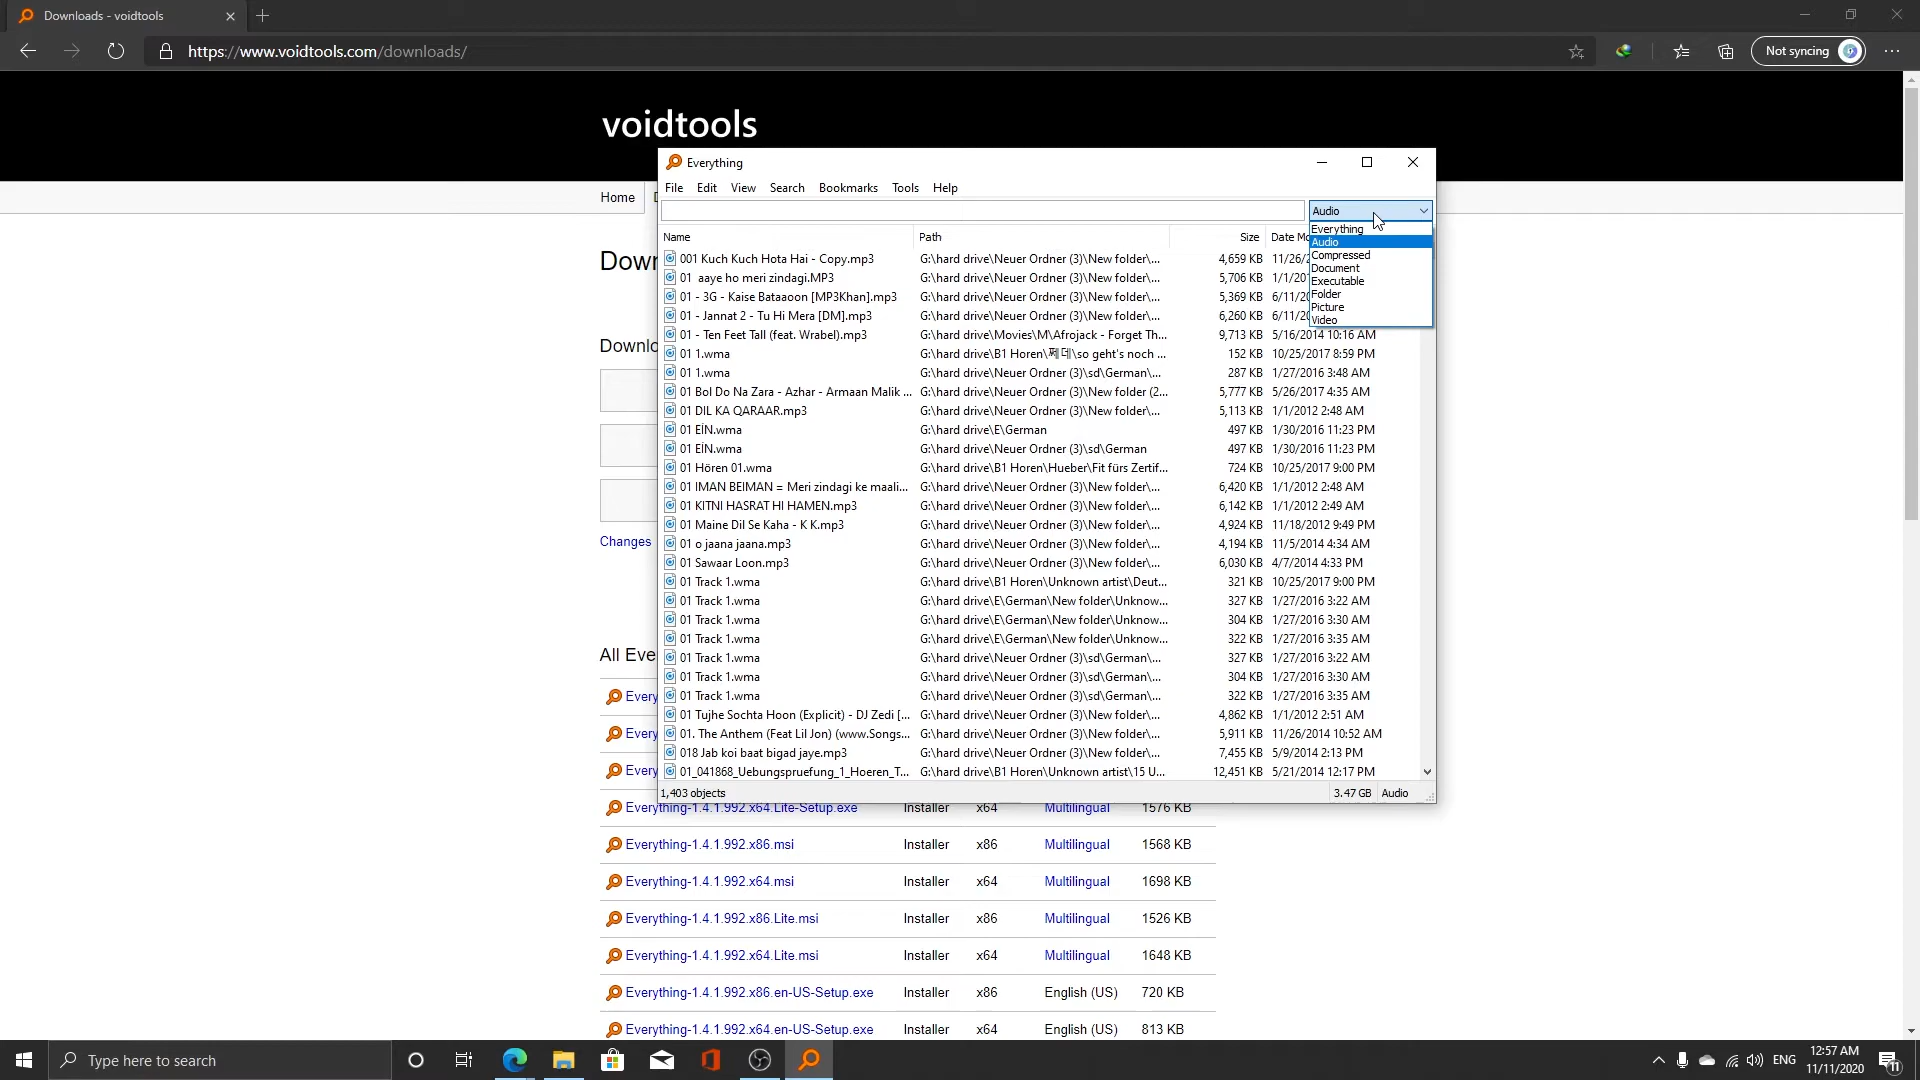 Downloads - voidtools
https://www.voidtools.com/downloads/
Not syncing
voidtools
Home
Everything
File Edit View Search Bookmarks Tools Help
Audio
Everything
Audio
Compressed
Document
Executable
Folder
Picture
Video
Name Path Size Date Mo
001 Kuch Kuch Hota Hai - Copy.mp3 G:\hard drive\Neuer Ordner (3)\New folder\... 4,659 KB 11/26/2
01 aaye ho meri zindagi.MP3 G:\hard drive\Neuer Ordner (3)\New folder\... 5,706 KB 1/1/20
01 - 3G - Kaise Bataaoon [MP3Khan].mp3 G:\hard drive\Neuer Ordner (3)\New folder\... 5,369 KB 6/11/20
01 - Jannat 2 - Tu Hi Mera [DM].mp3 G:\hard drive\Neuer Ordner (3)\New folder\... 6,260 KB 6/11/20
01 - Ten Feet Tall (feat. Wrabel).mp3 G:\hard drive\Movies\M\Afrojack - Forget Th... 9,713 KB 5/16/2014 10:16 AM
01 1.wma G:\hard drive\B1 Horen\\so geht's noch ... 152 KB 10/25/2017 8:59 PM
01 1.wma G:\hard drive\Neuer Ordner (3)\sd\German\... 287 KB 1/27/2016 3:48 AM
01 Bol Do Na Zara - Azhar - Armaan Malik ... G:\hard drive\Neuer Ordner (3)\New folder (2... 5,777 KB 5/26/2017 4:35 AM
01 DIL KA QARAAR.mp3 G:\hard drive\Neuer Ordner (3)\New folder\... 5,113 KB 1/1/2012 2:48 AM
01 EİN.wma G:\hard drive\E\German 497 KB 1/30/2016 11:23 PM
01 EİN.wma G:\hard drive\Neuer Ordner (3)\sd\German 497 KB 1/30/2016 11:23 PM
01 Hören 01.wma G:\hard drive\B1 Horen\Hueber\Fit fürs Zertif... 724 KB 10/25/2017 9:00 PM
01 IMAN BEIMAN = Meri zindagi ke maali... G:\hard drive\Neuer Ordner (3)\New folder\... 6,420 KB 1/1/2012 2:48 AM
01 KITNI HASRAT HI HAMEN.mp3 G:\hard drive\Neuer Ordner (3)\New folder\... 6,142 KB 1/1/2012 2:49 AM
01 Maine Dil Se Kaha - K K.mp3 G:\hard drive\Neuer Ordner (3)\New folder\... 4,924 KB 11/18/2012 9:49 PM
01 o jaana jaana.mp3 G:\hard drive\Neuer Ordner (3)\New folder\... 4,194 KB 11/5/2014 4:34 AM
01 Sawaar Loon.mp3 G:\hard drive\Neuer Ordner (3)\New folder\... 6,030 KB 4/7/2014 4:33 PM
01 Track 1.wma G:\hard drive\B1 Horen\Unknown artist\Deut... 321 KB 10/25/2017 9:00 PM
01 Track 1.wma G:\hard drive\E\German\New folder\Unknow... 327 KB 1/27/2016 3:22 AM
01 Track 1.wma G:\hard drive\E\German\New folder\Unknow... 304 KB 1/27/2016 3:30 AM
01 Track 1.wma G:\hard drive\E\German\New folder\Unknow... 322 KB 1/27/2016 3:35 AM
01 Track 1.wma G:\hard drive\Neuer Ordner (3)\sd\German\... 327 KB 1/27/2016 3:22 AM
01 Track 1.wma G:\hard drive\Neuer Ordner (3)\sd\German\... 304 KB 1/27/2016 3:30 AM
01 Track 1.wma G:\hard drive\Neuer Ordner (3)\sd\German\... 322 KB 1/27/2016 3:35 AM
01 Tujhe Sochta Hoon (Explicit) - DJ Zedi [... G:\hard drive\Neuer Ordner (3)\New folder\... 4,862 KB 1/1/2012 2:51 AM
01. The Anthem (Feat Lil Jon) (www.Songs... G:\hard drive\Neuer Ordner (3)\New folder\... 5,911 KB 11/26/2014 10:52 AM
018 Jab koi baat bigad jaye.mp3 G:\hard drive\Neuer Ordner (3)\New folder\... 7,455 KB 5/9/2014 2:13 PM
01_041868_Uebungspruefung_1_Hoeren_T... G:\hard drive\B1 Horen\Unknown artist\15 U... 12,451 KB 5/21/2014 12:17 PM
1,403 objects 3.47 GB Audio
Down
Downlo
Changes
All Eve
Every
Every
Every
Everything-1.4.1.992.x64.Lite-Setup.exe Installer x64 Multilingual 1576 KB
Everything-1.4.1.992.x86.msi Installer x86 Multilingual 1568 KB
Everything-1.4.1.992.x64.msi Installer x64 Multilingual 1698 KB
Everything-1.4.1.992.x86.Lite.msi Installer x86 Multilingual 1526 KB
Everything-1.4.1.992.x64.Lite.msi Installer x64 Multilingual 1648 KB
Everything-1.4.1.992.x86.en-US-Setup.exe Installer x86 English (US) 720 KB
Everything-1.4.1.992.x64.en-US-Setup.exe Installer x64 English (US) 813 KB
Type here to search
ENG
12:57 AM
11/11/2020
11